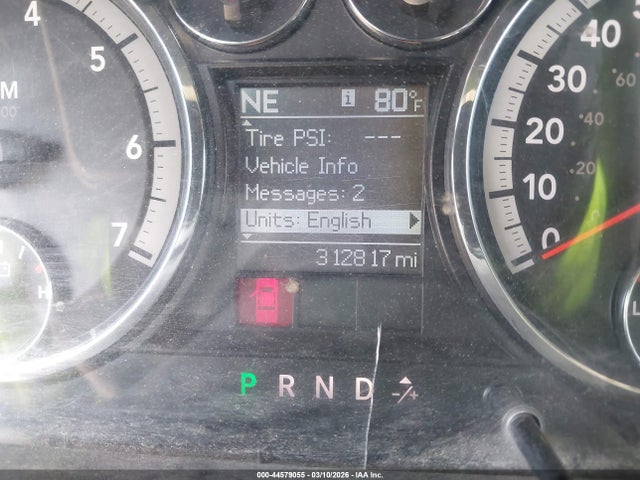 4
5
6
7
M
00
H
NE i 80°F
Tire PSI: ---
Vehicle Info
Messages: 2
Units: English
312817 mi
P R N D -/+
40
30
20
10
0
60
40
20
L
000-44579055 - 03/10/2026 - IAA Inc.